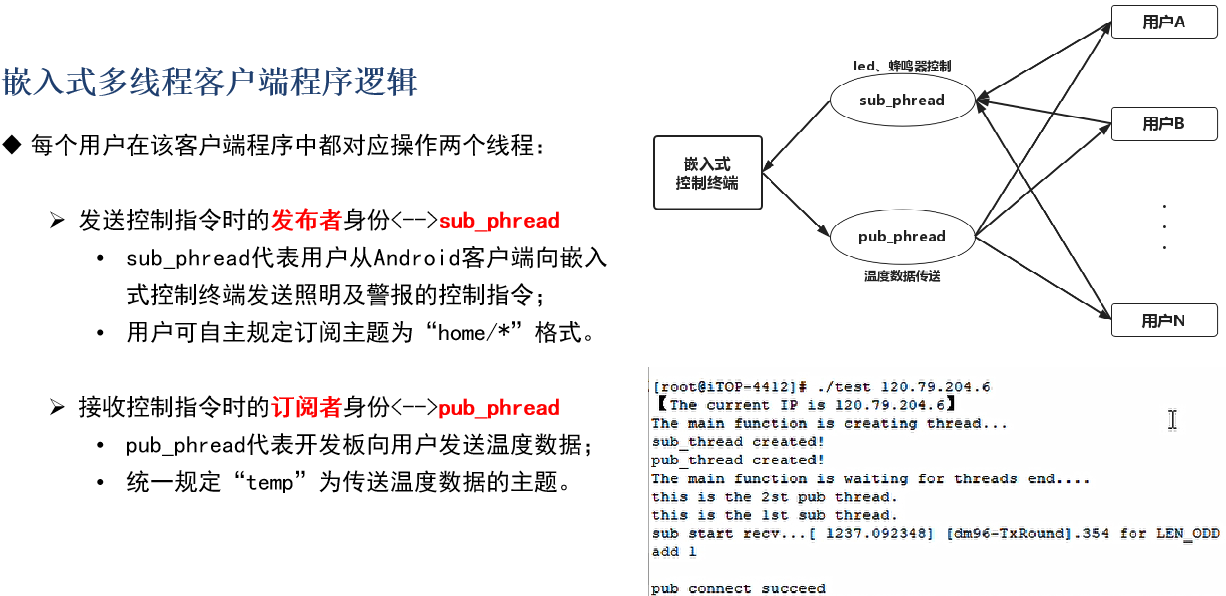 嵌入式多线程客户端程序逻辑
◆ 每个用户在该客户端程序中都对应操作两个线程：
➢ 发送控制指令时的发布者身份<-->sub_phread
• sub_phread代表用户从Android客户端向嵌入
式控制终端发送照明及警报的控制指令；
• 用户可自主规定订阅主题为“home/*”格式。
➢ 接收控制指令时的订阅者身份<-->pub_phread
• pub_phread代表开发板向用户发送温度数据；
• 统一规定“temp”为传送温度数据的主题。
用户A
led、蜂鸣器控制
sub_phread
用户B
嵌入式
控制终端
pub_phread
温度数据传送
用户N
[root@iTOP-4412]# ./test 120.79.204.6
【The current IP is 120.79.204.6】
The main function is creating thread...
sub_thread created!
pub_thread created!
The main function is waiting for threads end....
this is the 2st pub thread.
this is the 1st sub thread.
sub start recv...[ 1237.092348] [dm96-TxRound].354 for LEN_ODD
add 1
pub connect succeed